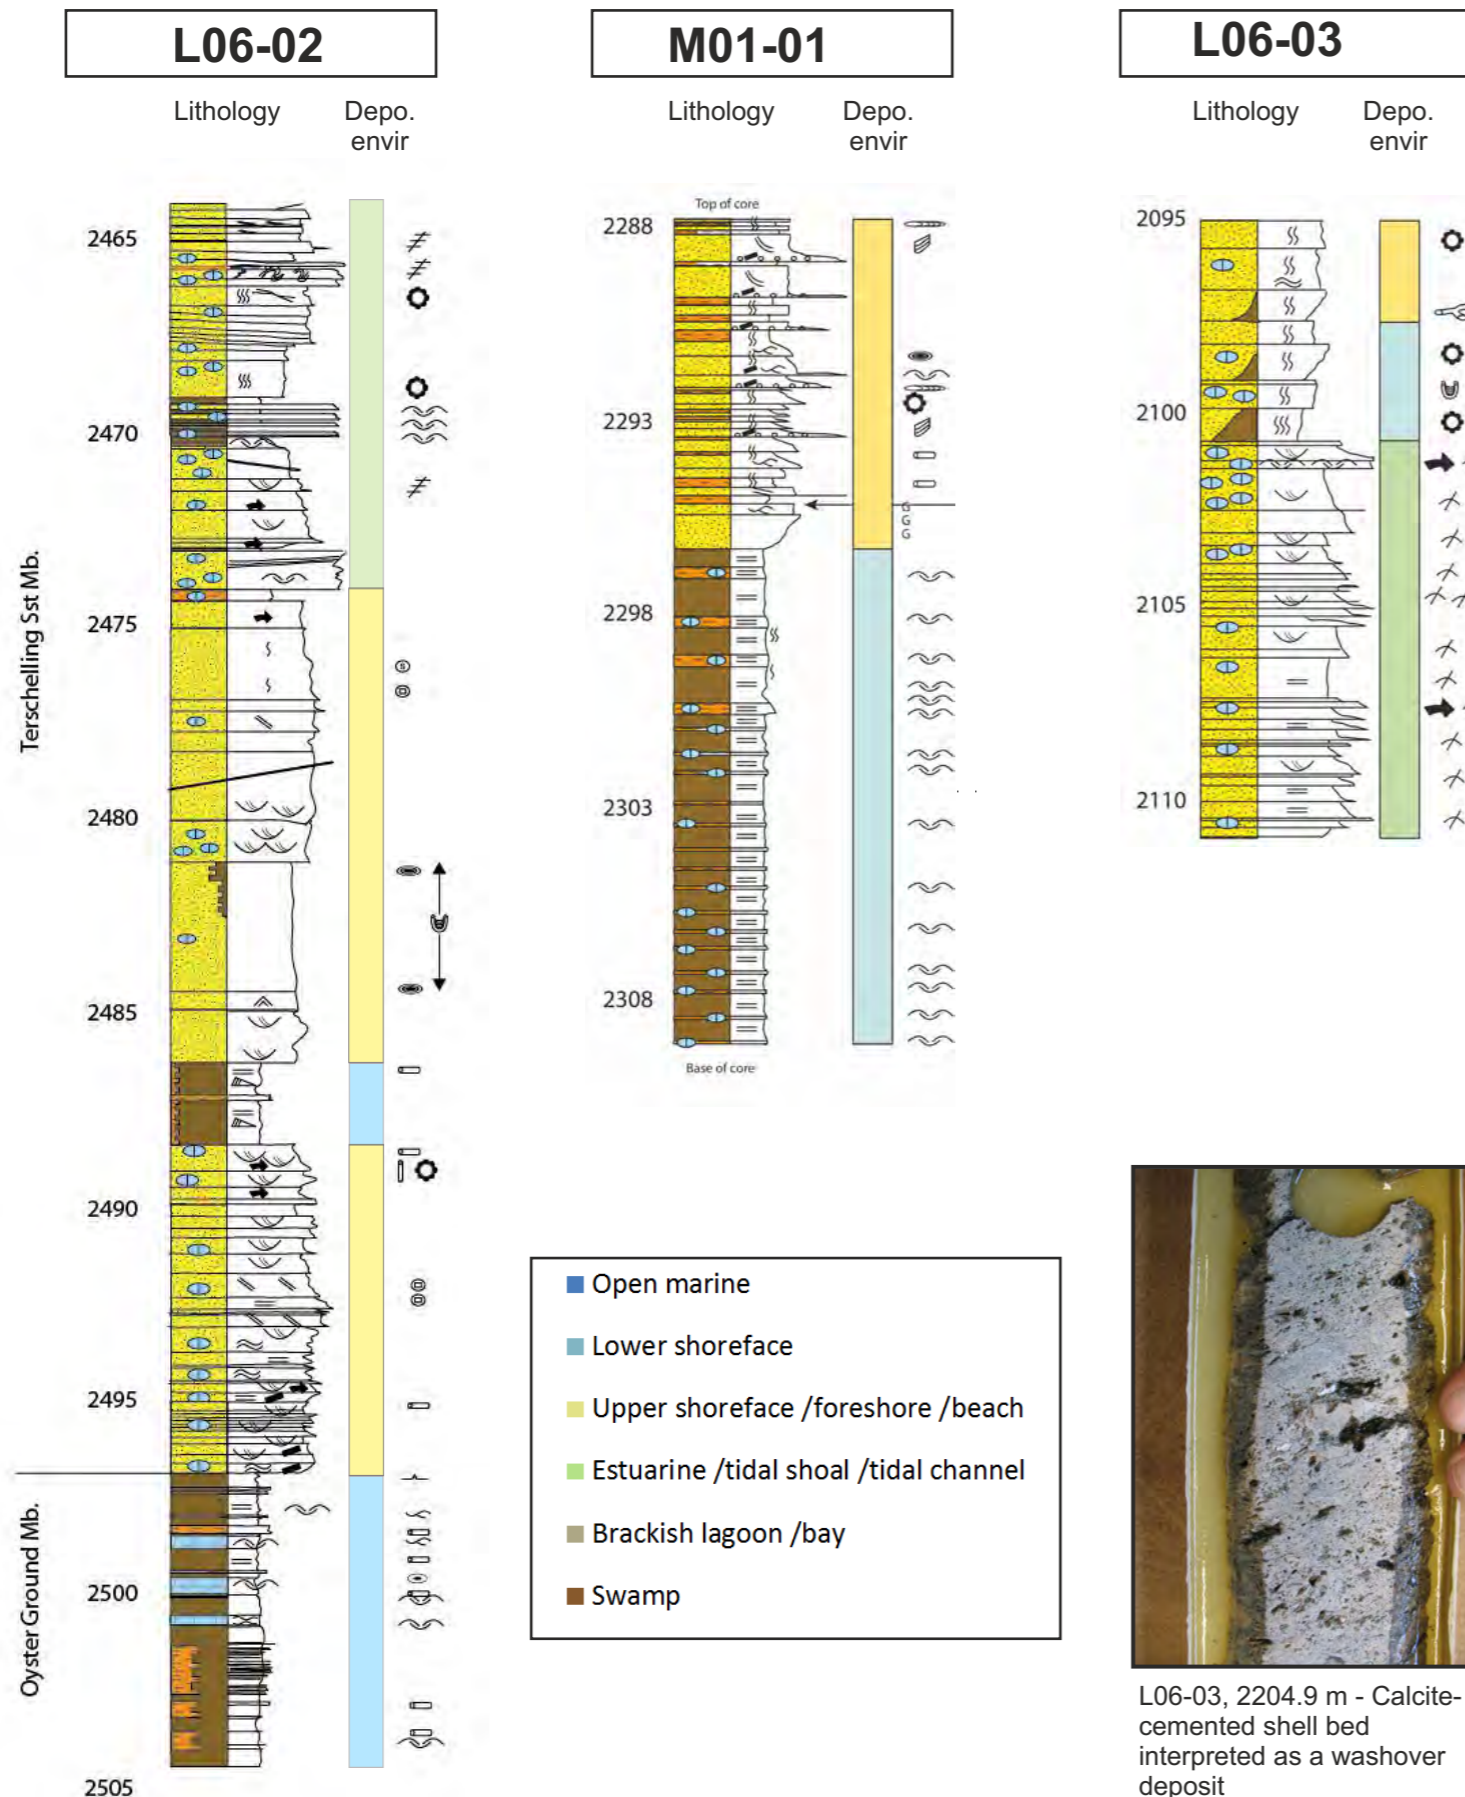 L06-02
M01-01
L06-03
Lithology
Depo.
envir
Lithology
Depo.
envir
Lithology
Depo.
envir
Terschelling Sst Mb.
Oyster Ground Mb.
2465
2470
2475
2480
2485
2490
2495
2500
2505
Top of core
2288
2293
2298
2303
2308
G
G
G
Base of core
2095
2100
2105
2110
Open marine
Lower shoreface
Upper shoreface /foreshore /beach
Estuarine /tidal shoal /tidal channel
Brackish lagoon /bay
Swamp
L06-03, 2204.9 m - Calcite-
cemented shell bed
interpreted as a washover
deposit